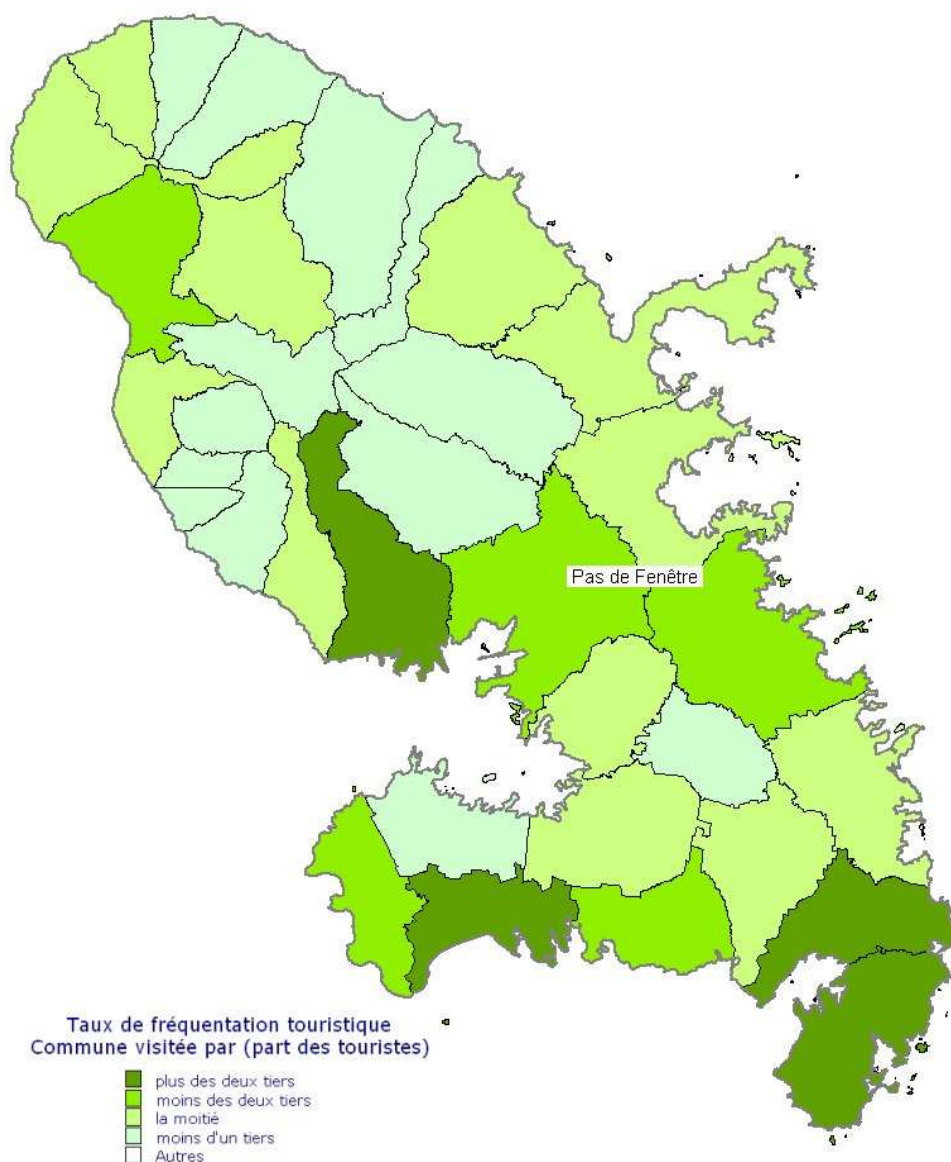 Pas de Fenêtre
Taux de fréquentation touristique
Commune visitée par (part des touristes)
plus des deux tiers
moins des deux tiers
la moitié
moins d'un tiers
Autres